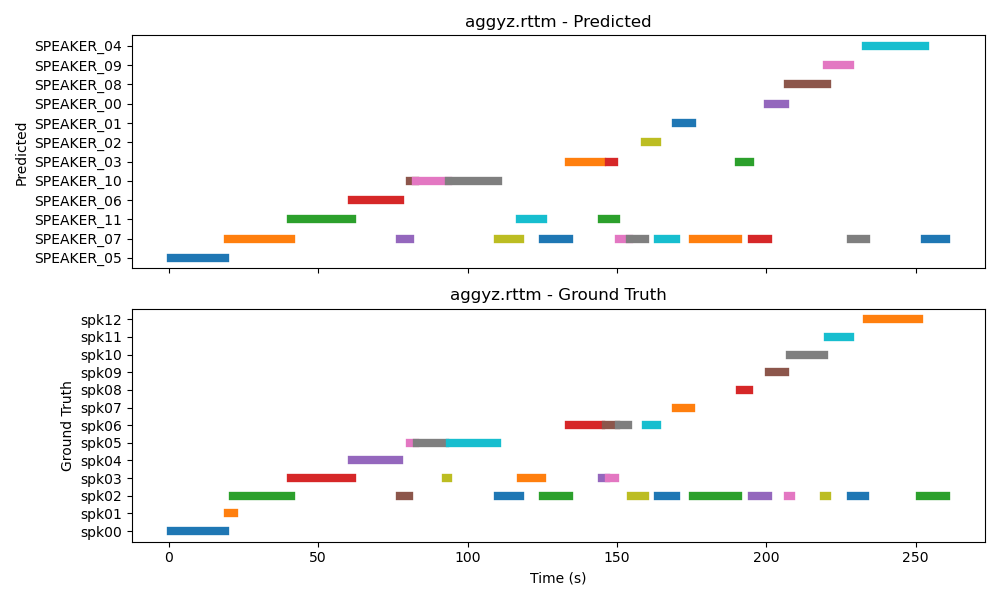 aggyz.rttm - Predicted
Predicted
SPEAKER_04
SPEAKER_09
SPEAKER_08
SPEAKER_00
SPEAKER_01
SPEAKER_02
SPEAKER_03
SPEAKER_10
SPEAKER_06
SPEAKER_11
SPEAKER_07
SPEAKER_05
aggyz.rttm - Ground Truth
Ground Truth
spk12
spk11
spk10
spk09
spk08
spk07
spk06
spk05
spk04
spk03
spk02
spk01
spk00
0 50 100 150 200 250
Time (s)